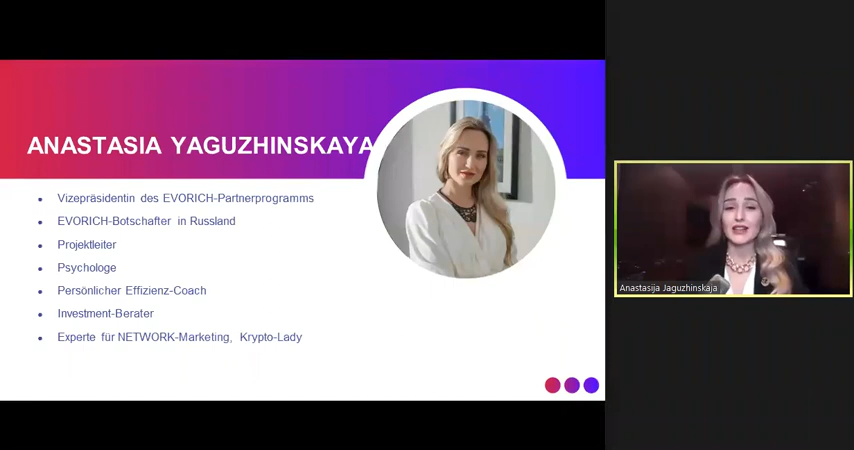 ANASTASIA YAGUZHINSKAYA
Vizepräsidentin des EVORICH-Partnerprogramms
EVORICH-Botschafter in Russland
Projektleiter
Psychologe
Persönlicher Effizienz-Coach
Investment-Berater
Experte für NETWORK-Marketing, Krypto-Lady
Anastasija Jaguzhinskaja